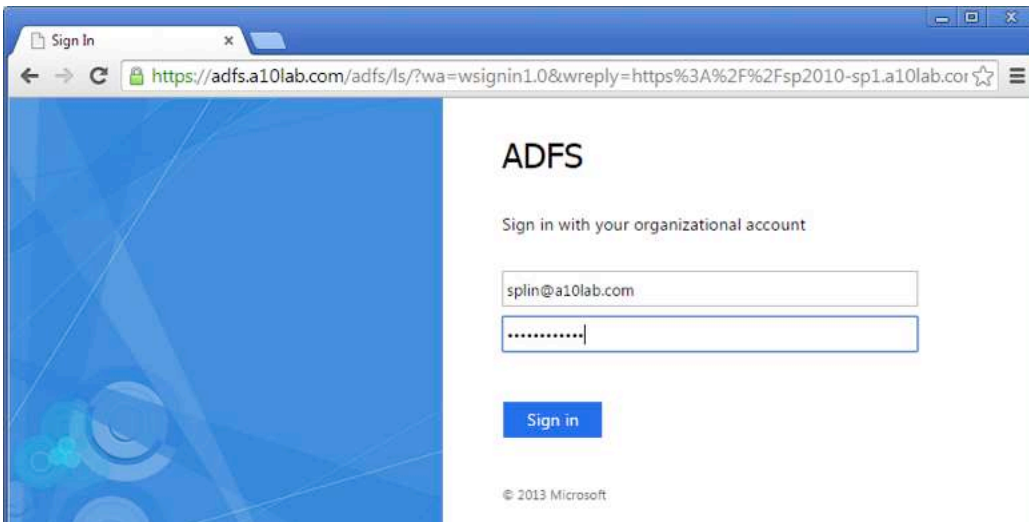 Sign In
https://adfs.a10lab.com/adfs/ls/?wa=wsignin1.0&wreply=https%3A%2F%2Fsp2010-sp1.a10lab.cor
ADFS
Sign in with your organizational account
splin@a10lab.com
••••••••••••
Sign in
© 2013 Microsoft